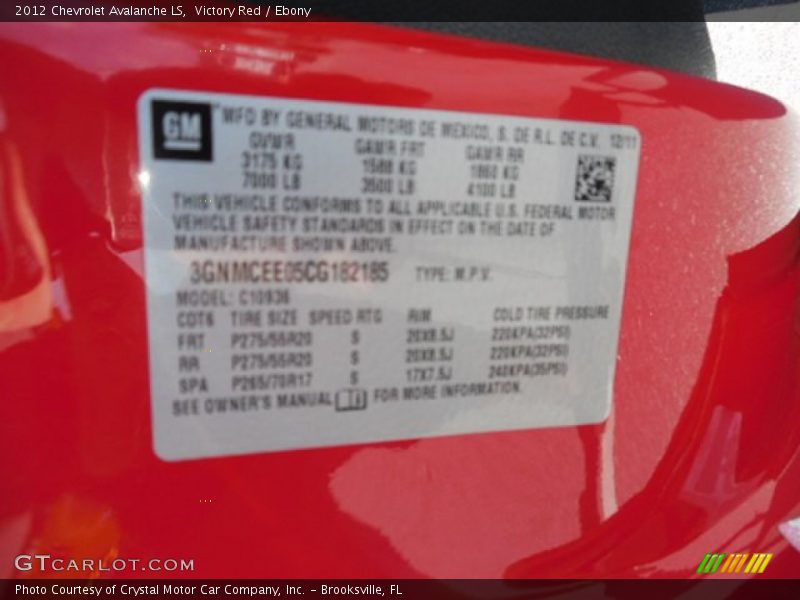 2012 Chevrolet Avalanche LS, Victory Red / Ebony
GM
MFD BY GENERAL MOTORS DE MEXICO, S. DE R.L. DE C.V. 12/11
GVWR GAWR FRT GAWR RR
3175 KG 1588 KG 1860 KG
7000 LB 3500 LB 4100 LB
THIS VEHICLE CONFORMS TO ALL APPLICABLE U.S. FEDERAL MOTOR
VEHICLE SAFETY STANDARDS IN EFFECT ON THE DATE OF
MANUFACTURE SHOWN ABOVE.
3GNMCEE05CG182185 TYPE: M.P.V.
MODEL: C10936
COT6 TIRE SIZE SPEED RTG RIM COLD TIRE PRESSURE
FRT P275/55R20 S 20X8.5J 220KPA(32PSI)
RR P275/55R20 S 20X8.5J 220KPA(32PSI)
SPA P265/70R17 S 17X7.5J 240KPA(35PSI)
SEE OWNER'S MANUAL FOR MORE INFORMATION.
GTCARLOT.COM
Photo Courtesy of Crystal Motor Car Company, Inc. – Brooksville, FL